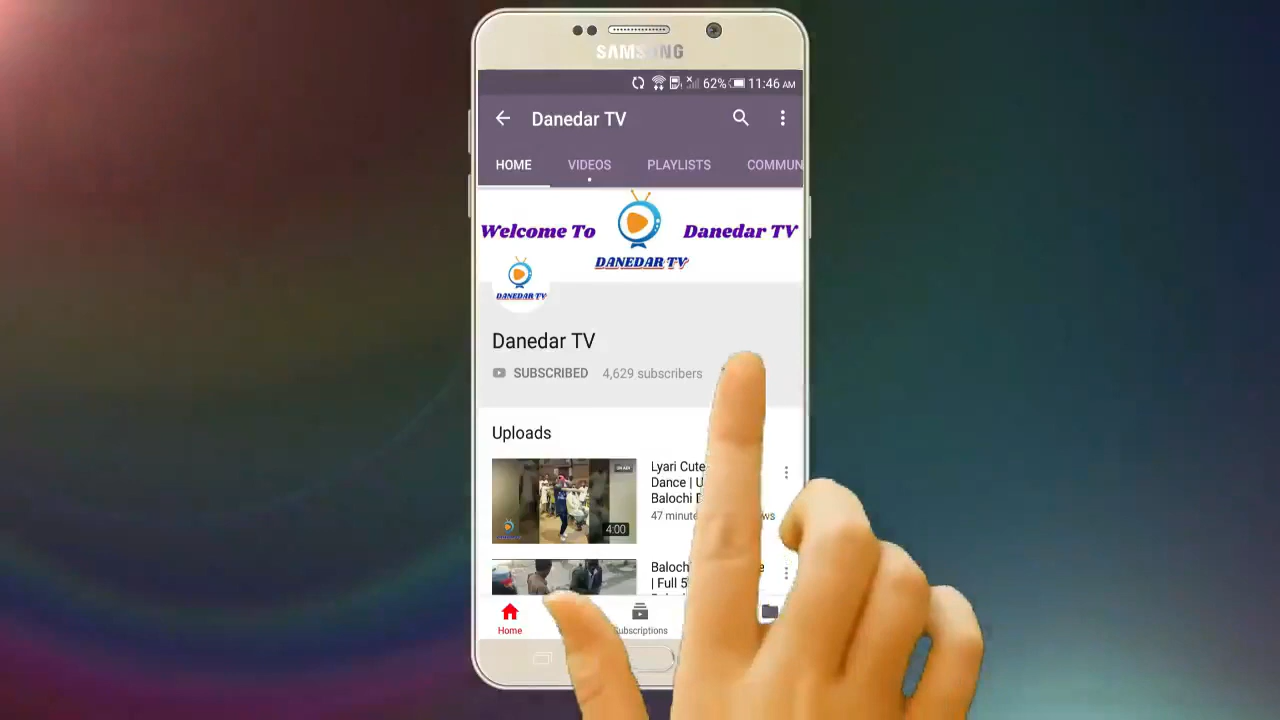 SAMSUNG
62% 11:46 AM
Danedar TV
HOME VIDEOS PLAYLISTS COMMUN
Welcome To
Danedar TV
DANEDAR TV
DANEDAR TV
Danedar TV
SUBSCRIBED 4,629 subscribers
Uploads
Lyari Cute
Dance | U
Balochi D
47 minute
4:00
Baloch
| Full 5
Home
Subscriptions